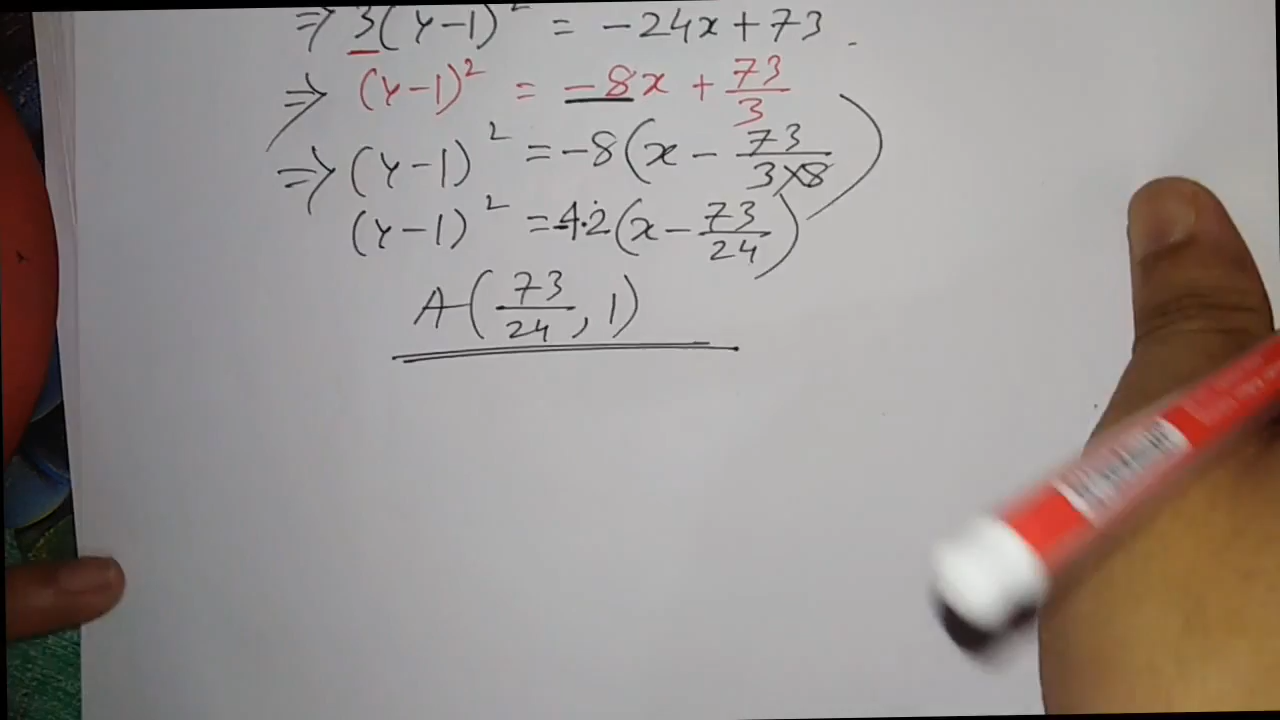 ⇒ 3(y-1)² = -24x + 73
⇒ (y-1)² = -8x + 73/3
⇒ (y-1)² = -8(x - 73/(3×8))
(y-1)² = -4·2(x - 73/24)
A(73/24, 1)